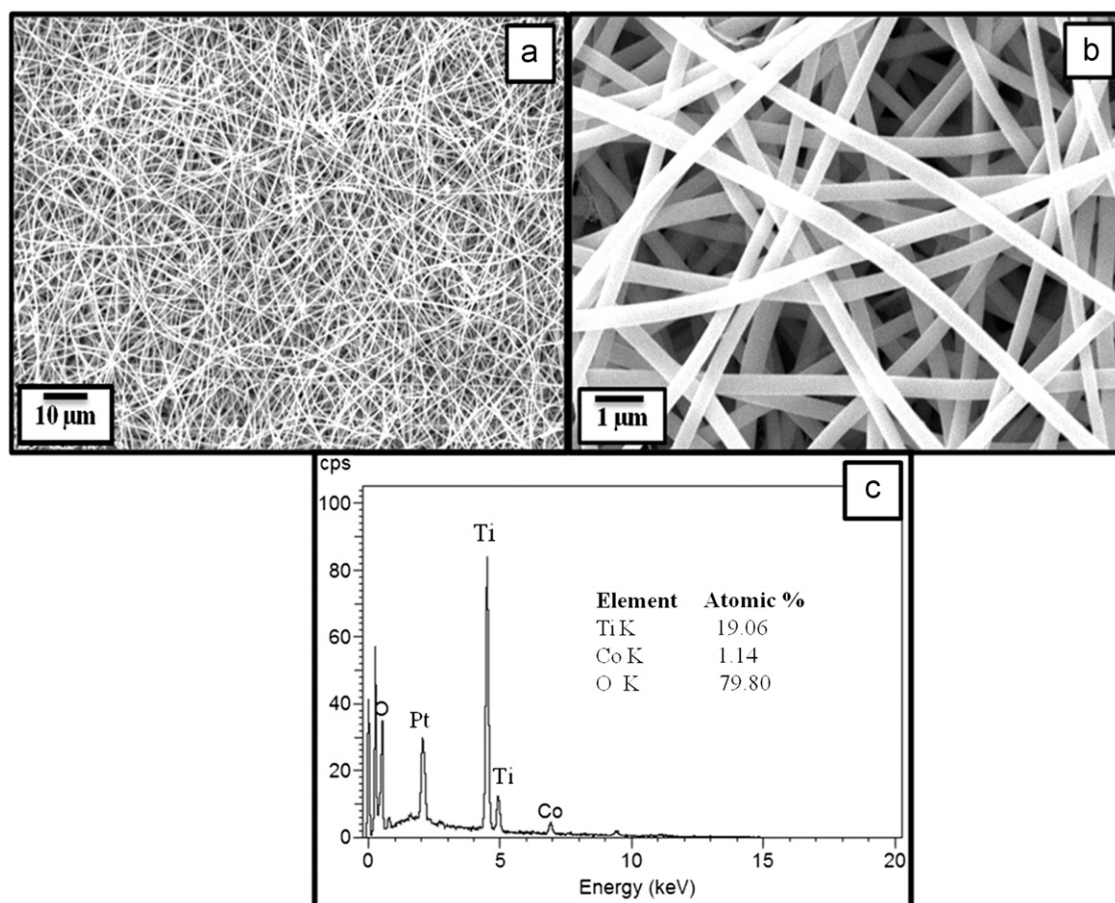 a
b
10 µm
1 µm
cps
c
100
80
60
40
20
0
O
Pt
Ti
Ti
Co
Element Atomic %
Ti K 19.06
Co K 1.14
O K 79.80
0 5 10 15 20
Energy (keV)